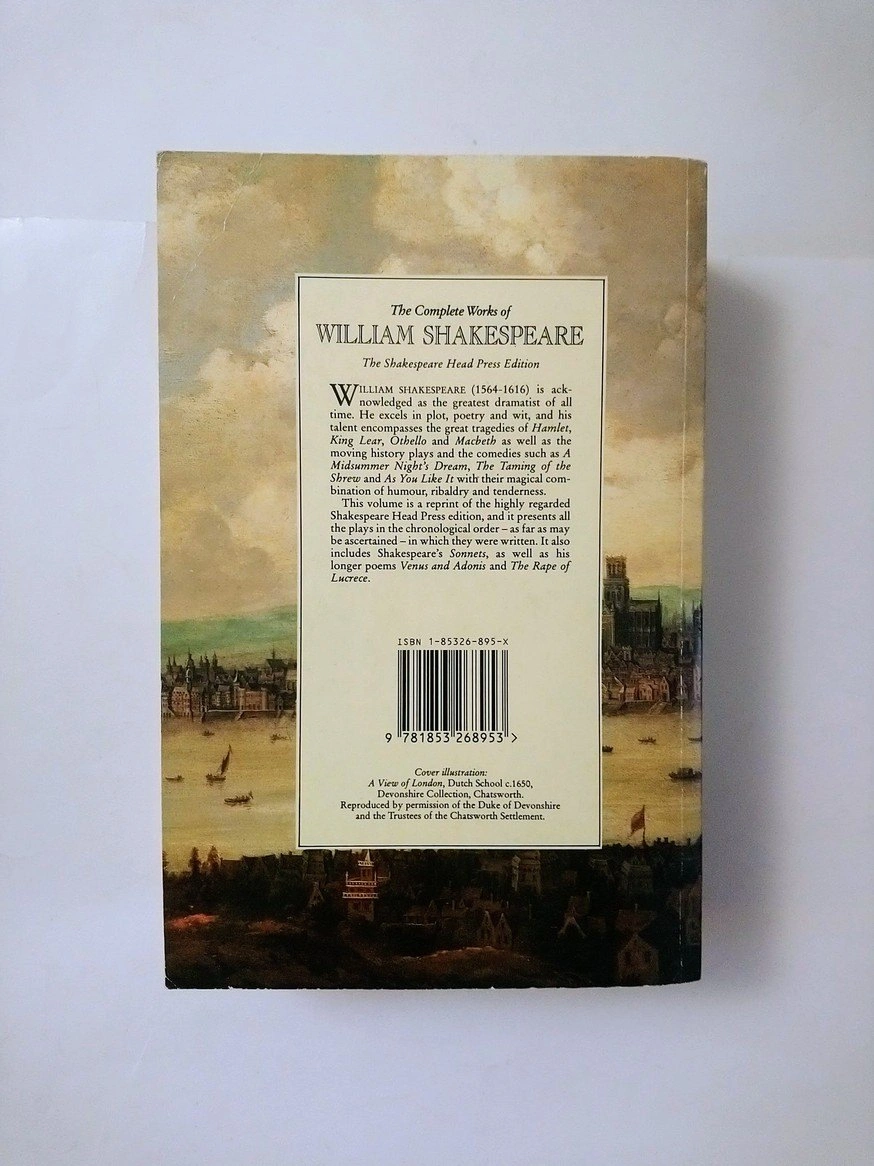 The Complete Works of
WILLIAM SHAKESPEARE
The Shakespeare Head Press Edition
WILLIAM SHAKESPEARE (1564-1616) is ack-
nowledged as the greatest dramatist of all
time. He excels in plot, poetry and wit, and his
talent encompasses the great tragedies of Hamlet,
King Lear, Othello and Macbeth as well as the
moving history plays and the comedies such as A
Midsummer Night's Dream, The Taming of the
Shrew and As You Like It with their magical com-
bination of humour, ribaldry and tenderness.
This volume is a reprint of the highly regarded
Shakespeare Head Press edition, and it presents all
the plays in the chronological order – as far as may
be ascertained – in which they were written. It also
includes Shakespeare's Sonnets, as well as his
longer poems Venus and Adonis and The Rape of
Lucrece.
ISBN 1-85326-895-X
9 781853 268953 >
Cover illustration:
A View of London, Dutch School c.1650,
Devonshire Collection, Chatsworth.
Reproduced by permission of the Duke of Devonshire
and the Trustees of the Chatsworth Settlement.